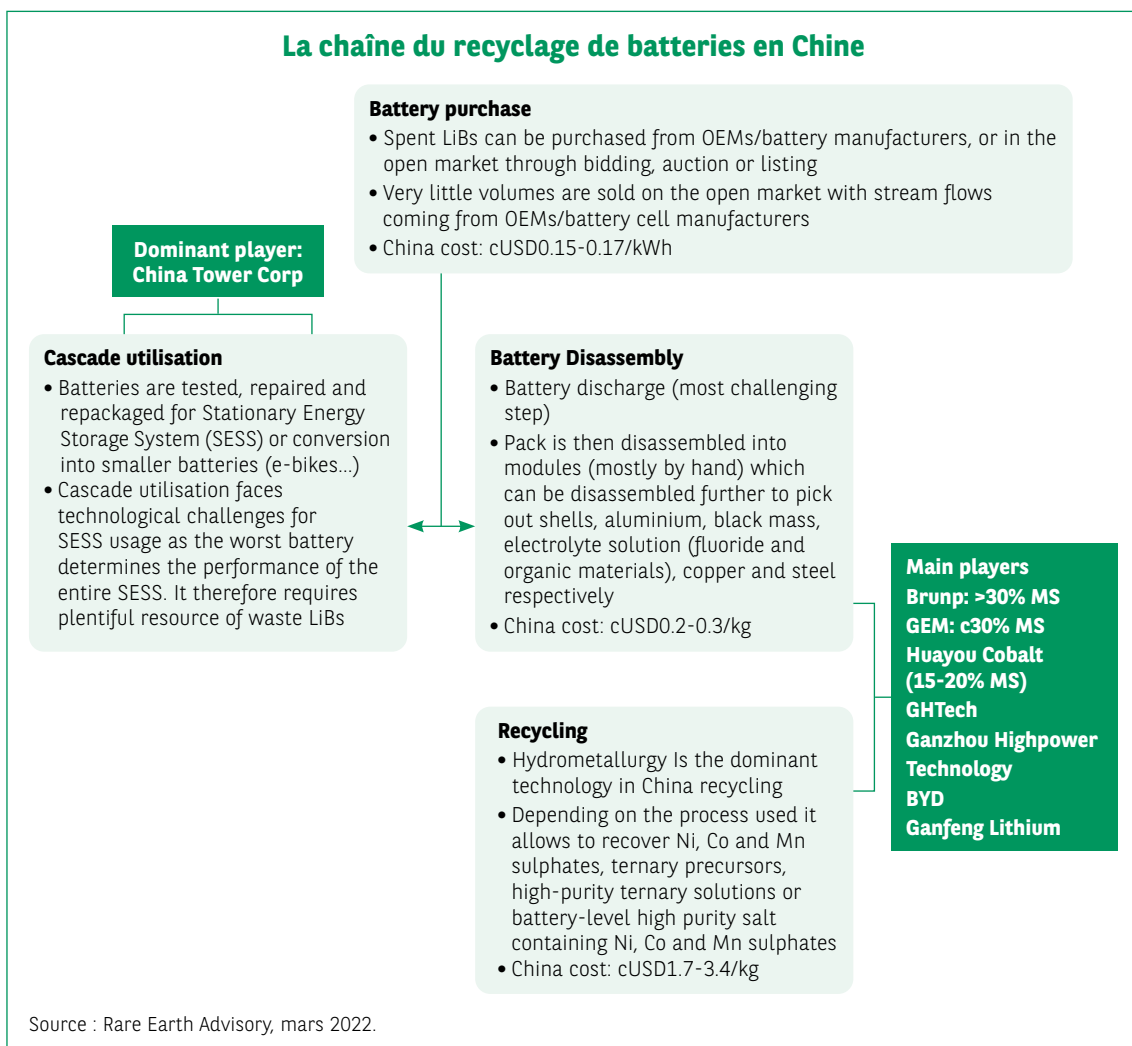 La chaîne du recyclage de batteries en Chine
Battery purchase
• Spent LiBs can be purchased from OEMs/battery manufacturers, or in the
open market through bidding, auction or listing
• Very little volumes are sold on the open market with stream flows
coming from OEMs/battery cell manufacturers
• China cost: cUSD0.15-0.17/kWh
Dominant player:
China Tower Corp
Cascade utilisation
• Batteries are tested, repaired and
repackaged for Stationary Energy
Storage System (SESS) or conversion
into smaller batteries (e-bikes...)
• Cascade utilisation faces
technological challenges for
SESS usage as the worst battery
determines the performance of the
entire SESS. It therefore requires
plentiful resource of waste LiBs
Battery Disassembly
• Battery discharge (most challenging
step)
• Pack is then disassembled into
modules (mostly by hand) which
can be disassembled further to pick
out shells, aluminium, black mass,
electrolyte solution (fluoride and
organic materials), copper and steel
respectively
• China cost: cUSD0.2-0.3/kg
Main players
Brunp: >30% MS
GEM: c30% MS
Huayou Cobalt
(15-20% MS)
GHTech
Ganzhou Highpower
Technology
BYD
Ganfeng Lithium
Recycling
• Hydrometallurgy Is the dominant
technology in China recycling
• Depending on the process used it
allows to recover Ni, Co and Mn
sulphates, ternary precursors,
high-purity ternary solutions or
battery-level high purity salt
containing Ni, Co and Mn sulphates
• China cost: cUSD1.7-3.4/kg
Source : Rare Earth Advisory, mars 2022.